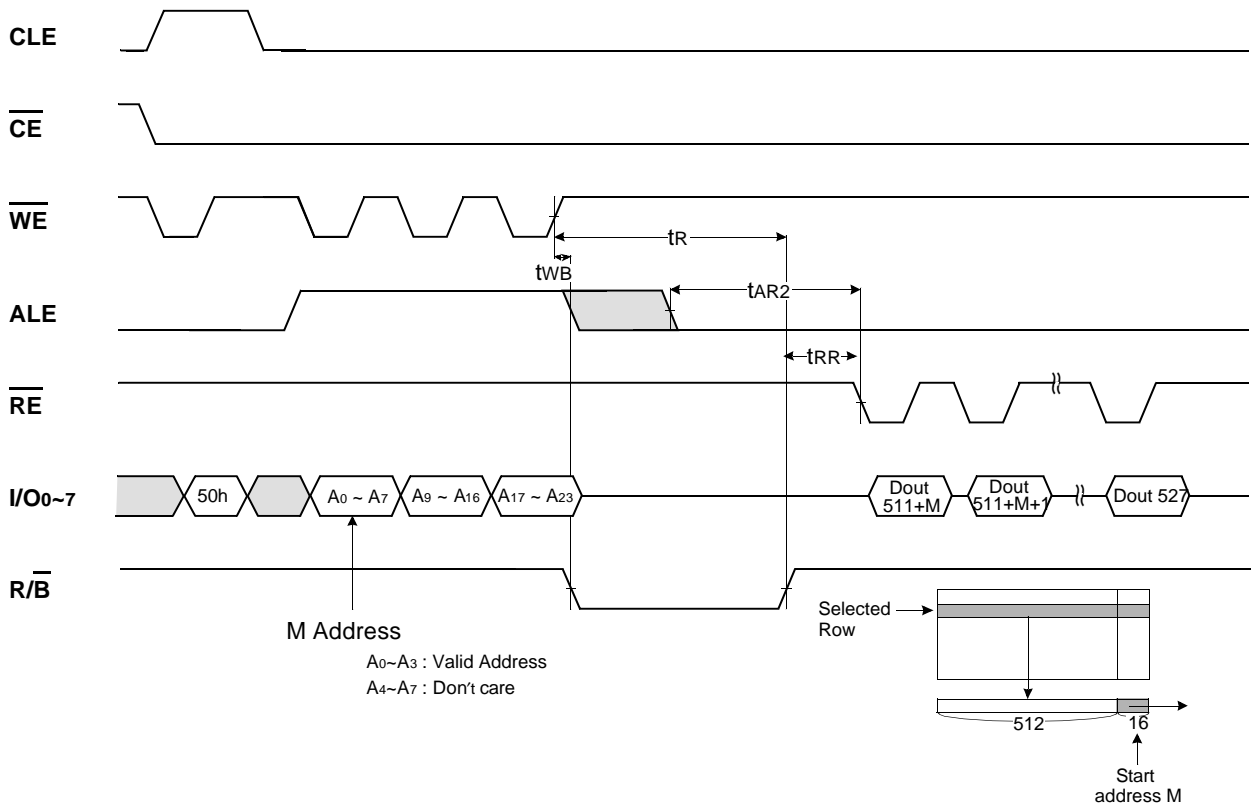 CLE
CE
WE
tR
tWB
ALE
tAR2
tRR
RE
I/O0~7
50h
A0 ~ A7
A9 ~ A16
A17 ~ A23
Dout
511+M
Dout
511+M+1
Dout 527
R/B
M Address
A0~A3 : Valid Address
A4~A7 : Don't care
Selected
Row
512
16
Start
address M